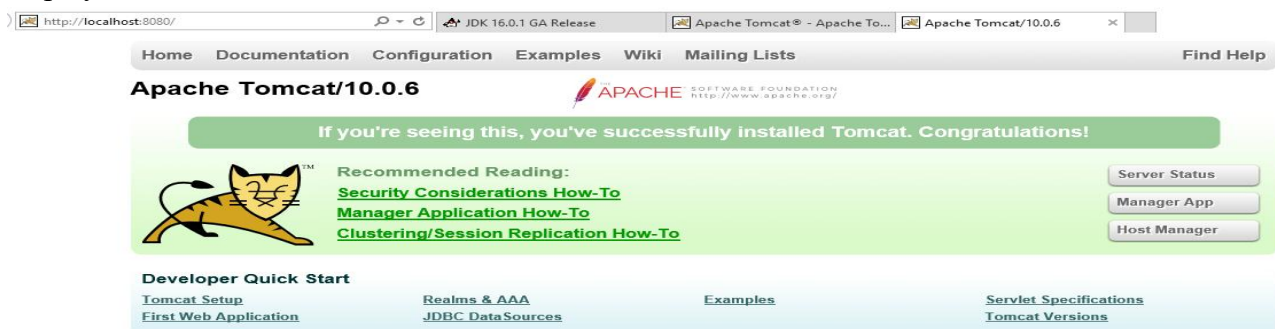 http://localhost:8080/
JDK 16.0.1 GA Release
Apache Tomcat® - Apache To...
Apache Tomcat/10.0.6
Home Documentation Configuration Examples Wiki Mailing Lists Find Help
Apache Tomcat/10.0.6
THE
APACHE SOFTWARE FOUNDATION
http://www.apache.org/
If you're seeing this, you've successfully installed Tomcat. Congratulations!
TM
Recommended Reading:
Security Considerations How-To
Manager Application How-To
Clustering/Session Replication How-To
Server Status
Manager App
Host Manager
Developer Quick Start
Tomcat Setup Realms & AAA Examples Servlet Specifications
First Web Application JDBC DataSources Tomcat Versions